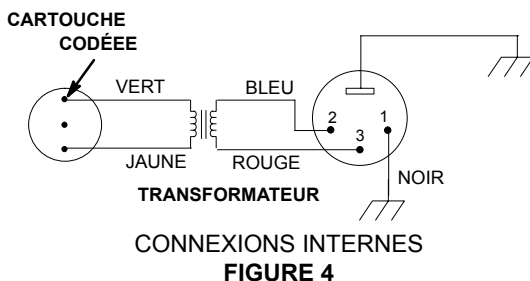 CARTOUCHE
CODÉEE
VERT
BLEU
2
1
3
JAUNE
ROUGE
NOIR
TRANSFORMATEUR
CONNEXIONS INTERNES
FIGURE 4